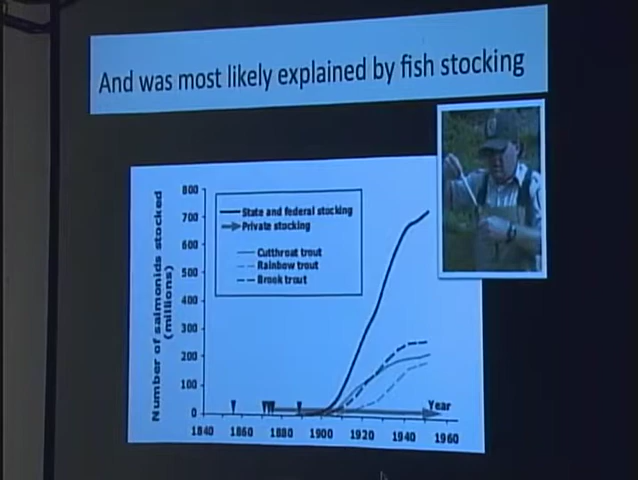 And was most likely explained by fish stocking
Number of salmonids stocked
(millions)
800
700
600
500
400
300
200
100
0
State and federal stocking
Private stocking
Cutthroat trout
Rainbow trout
Brook trout
Year
1840 1860 1880 1900 1920 1940 1960